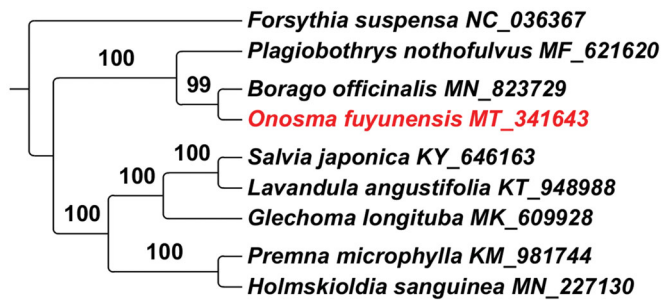 Forsythia suspensa NC_036367
Plagiobothrys nothofulvus MF_621620
100
99
Borago officinalis MN_823729
Onosma fuyunensis MT_341643
100
Salvia japonica KY_646163
100
Lavandula angustifolia KT_948988
100
Glechoma longituba MK_609928
100
Premna microphylla KM_981744
Holmskioldia sanguinea MN_227130